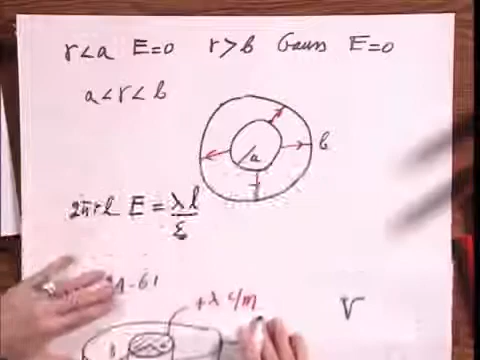 r<a E=0 r>b Gauss E=0
a<r<b
b
a
2πrl E = λl
ε
+λ c/m
V